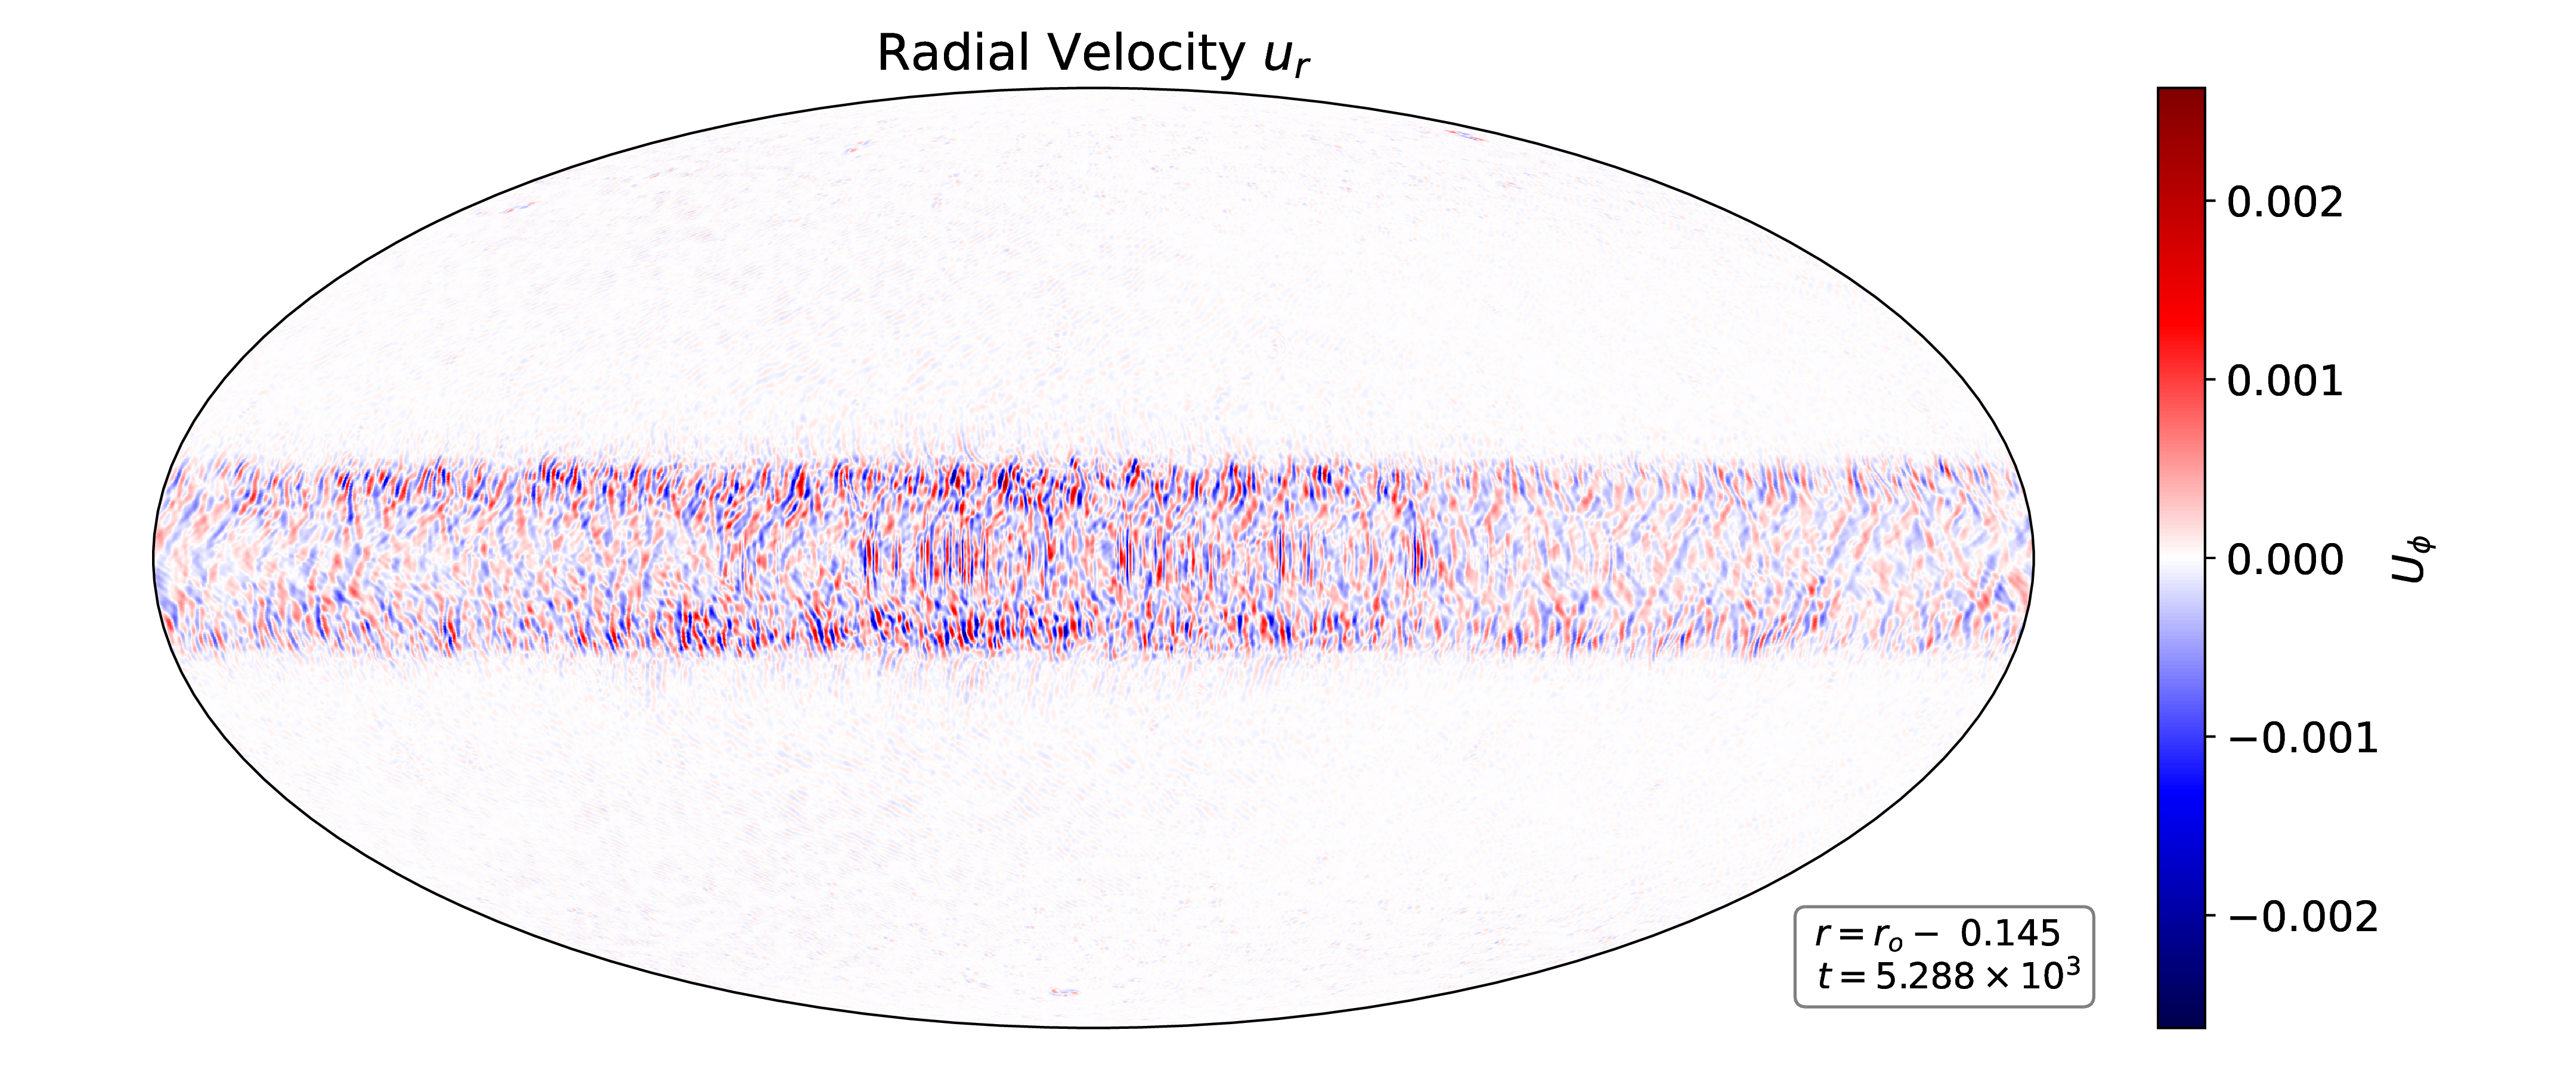 Radial Velocity $u_r$
0.002
0.001
0.000
−0.001
−0.002
$U_\phi$
$r = r_o -$ 0.145
$t = 5.288 \times 10^3$